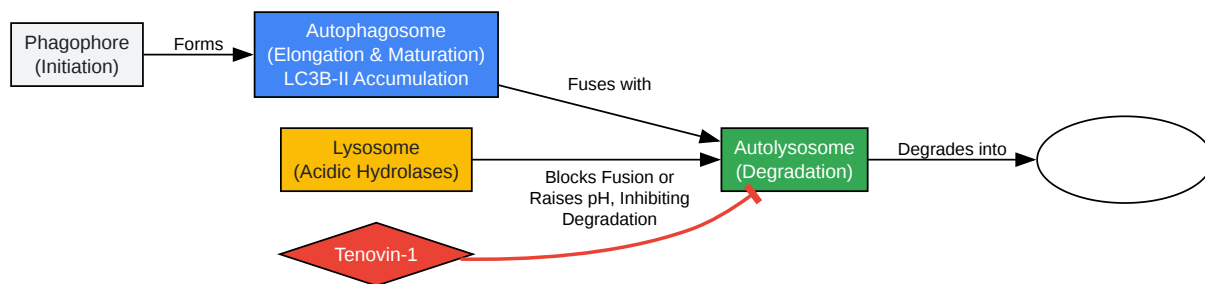 Phagophore
(Initiation)
Forms
Autophagosome
(Elongation & Maturation)
LC3B-II Accumulation
Fuses with
Lysosome
(Acidic Hydrolases)
Blocks Fusion or
Raises pH, Inhibiting
Degradation
Autolysosome
(Degradation)
Degrades into
Tenovin-1